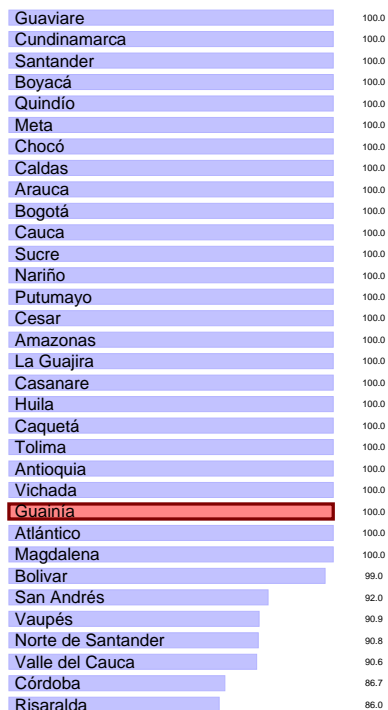 Guaviare 100.0
Cundinamarca 100.0
Santander 100.0
Boyacá 100.0
Quindío 100.0
Meta 100.0
Chocó 100.0
Caldas 100.0
Arauca 100.0
Bogotá 100.0
Cauca 100.0
Sucre 100.0
Nariño 100.0
Putumayo 100.0
Cesar 100.0
Amazonas 100.0
La Guajira 100.0
Casanare 100.0
Huila 100.0
Caquetá 100.0
Tolima 100.0
Antioquia 100.0
Vichada 100.0
Guainía 100.0
Atlántico 100.0
Magdalena 100.0
Bolivar 99.0
San Andrés 92.0
Vaupés 90.9
Norte de Santander 90.8
Valle del Cauca 90.6
Córdoba 86.7
Risaralda 86.0